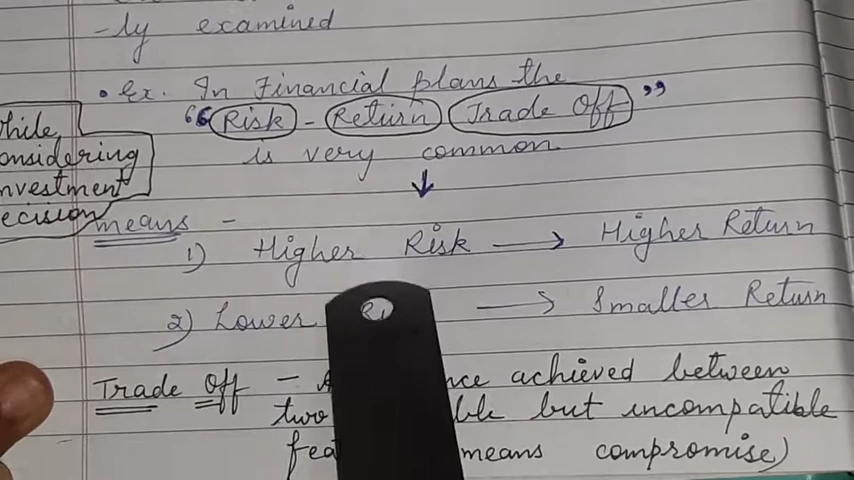 -ly examined
• Ex. In Financial plans the
"Risk - Return Trade Off"
is very common
while
considering
investment
decision
means -
1) Higher Risk → Higher Return
2) Lower → Smaller Return
Trade Off - achieved between
two but incompatible
means compromise)